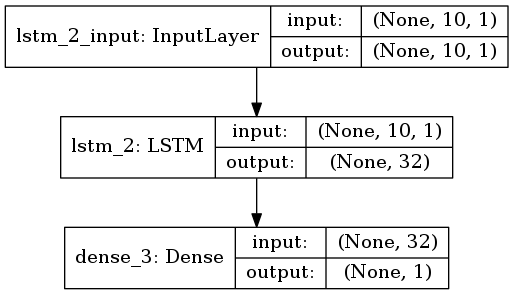 lstm_2_input: InputLayer
input: (None, 10, 1)
output: (None, 10, 1)
lstm_2: LSTM
input: (None, 10, 1)
output: (None, 32)
dense_3: Dense
input: (None, 32)
output: (None, 1)